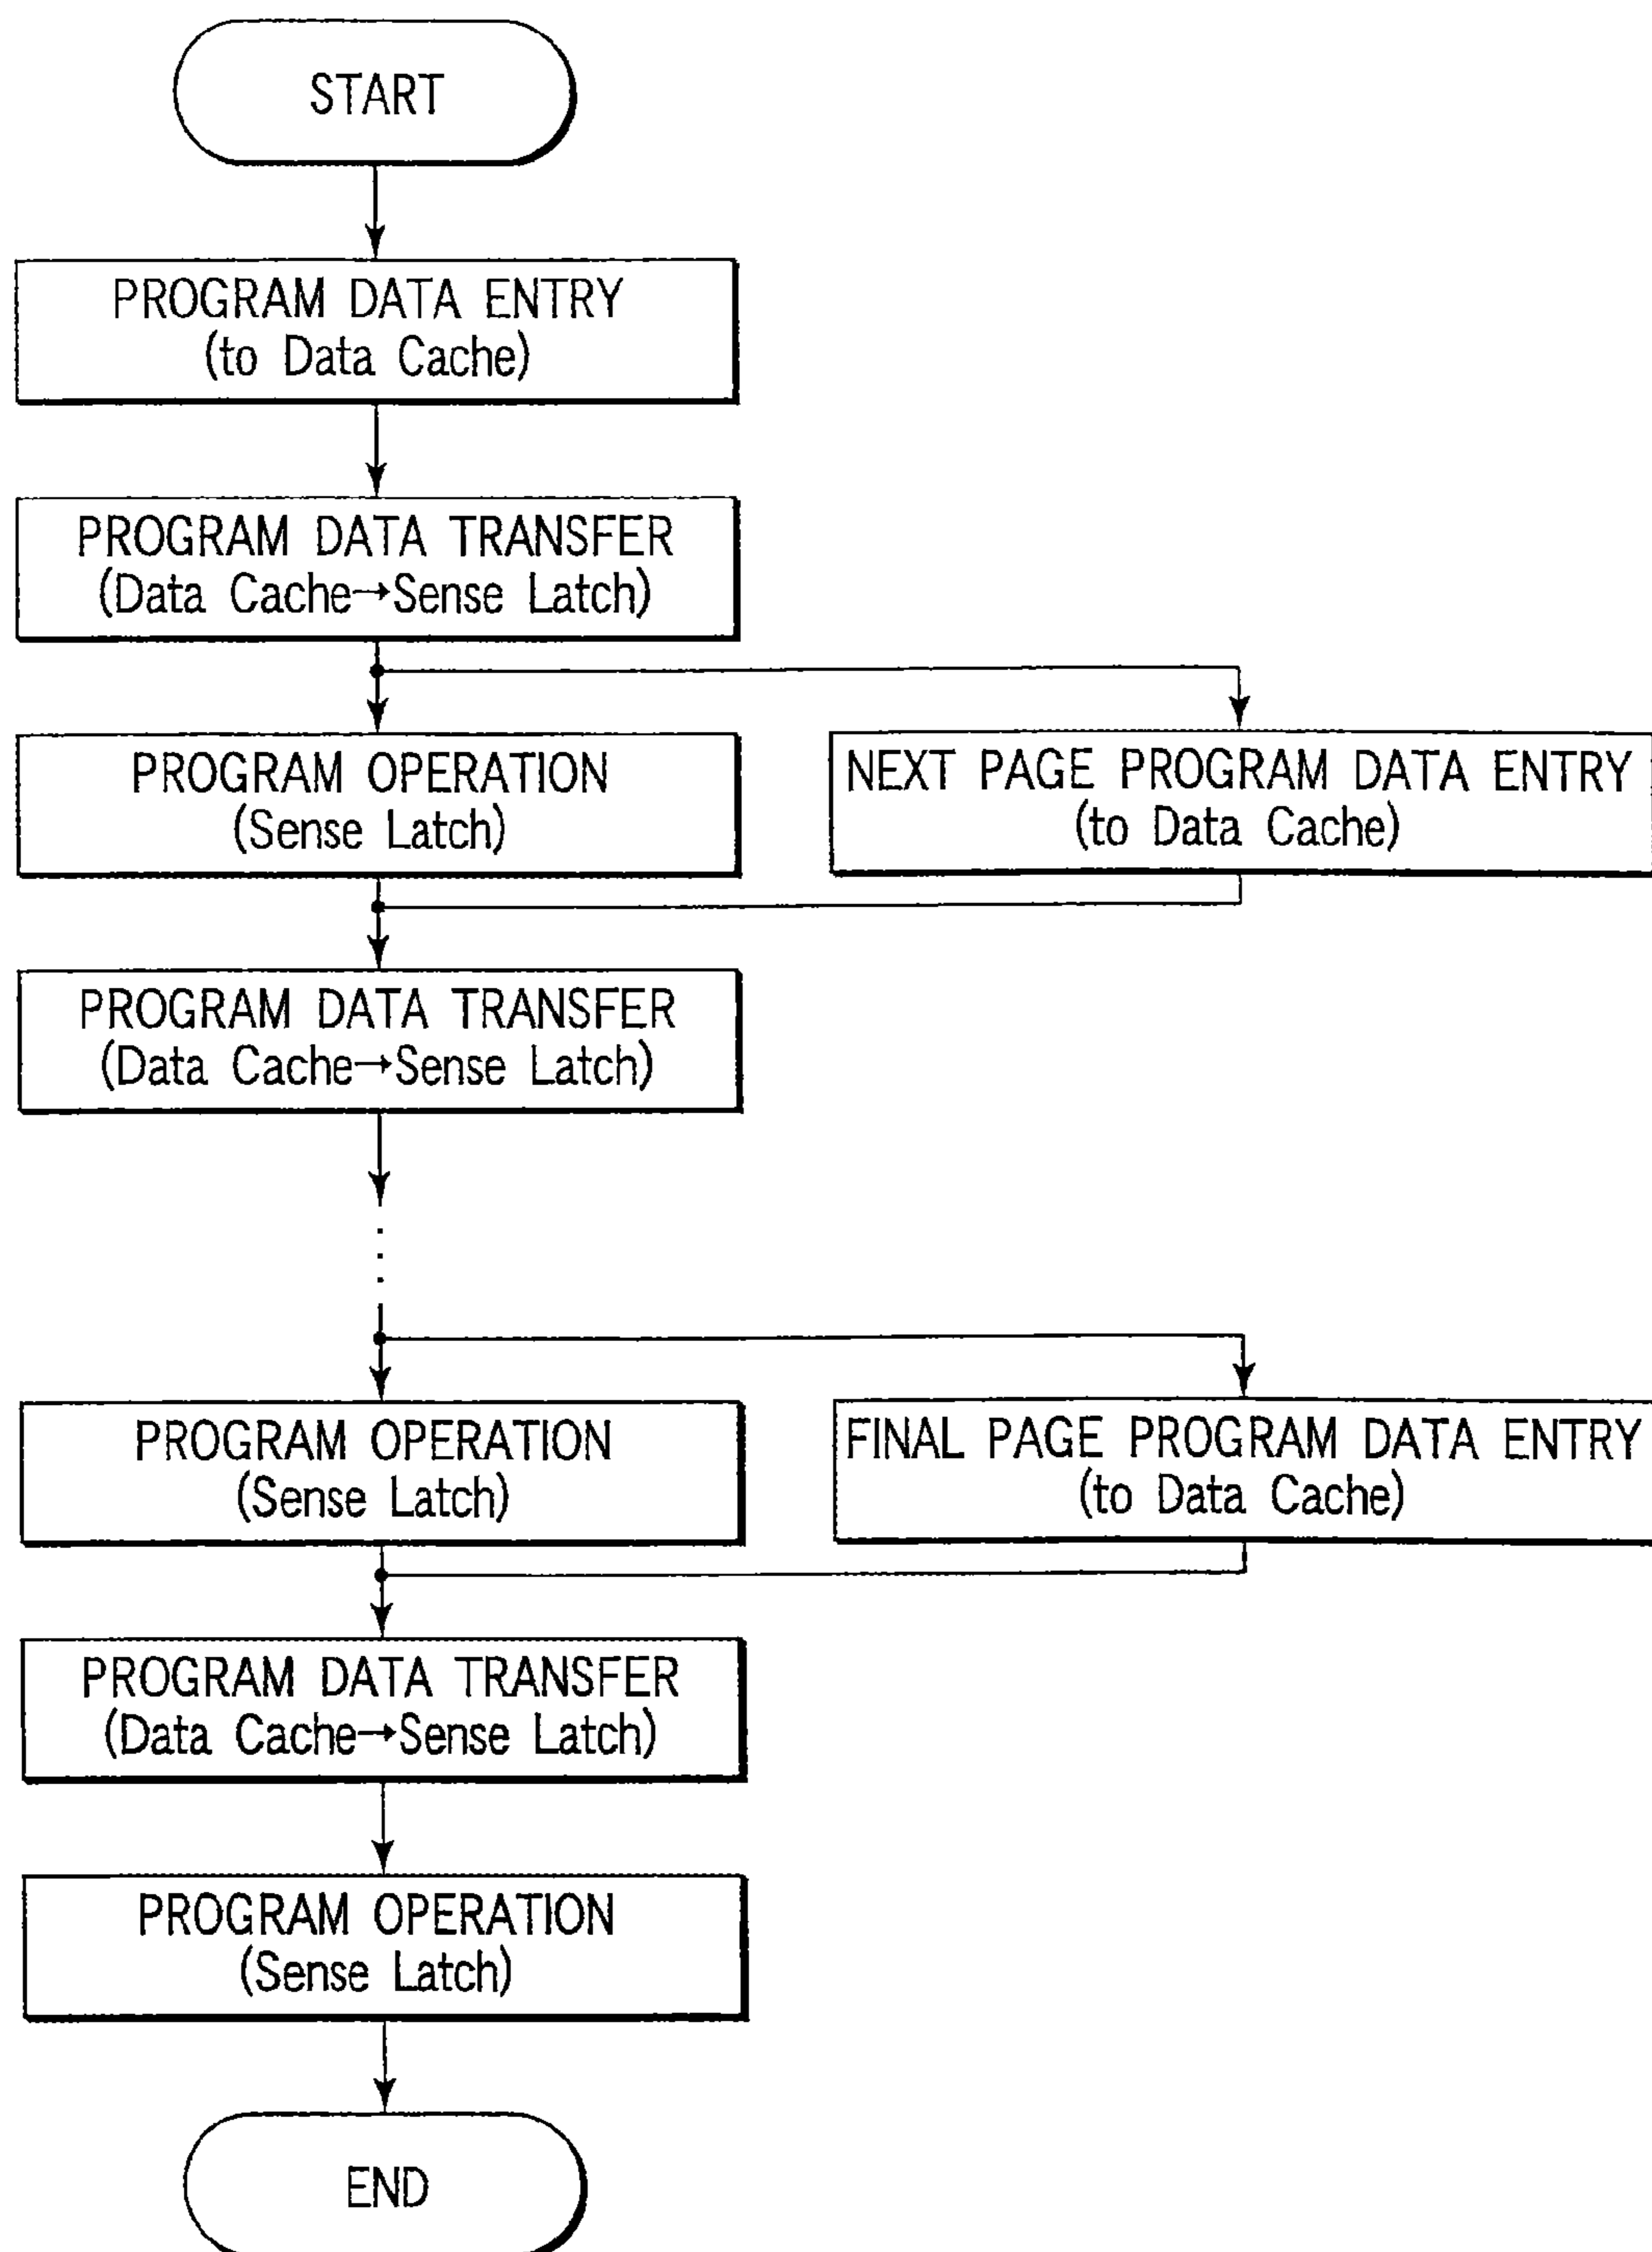 START
PROGRAM DATA ENTRY
(to Data Cache)
PROGRAM DATA TRANSFER
(Data Cache→Sense Latch)
PROGRAM OPERATION
(Sense Latch)
NEXT PAGE PROGRAM DATA ENTRY
(to Data Cache)
PROGRAM DATA TRANSFER
(Data Cache→Sense Latch)
PROGRAM OPERATION
(Sense Latch)
FINAL PAGE PROGRAM DATA ENTRY
(to Data Cache)
PROGRAM DATA TRANSFER
(Data Cache→Sense Latch)
PROGRAM OPERATION
(Sense Latch)
END